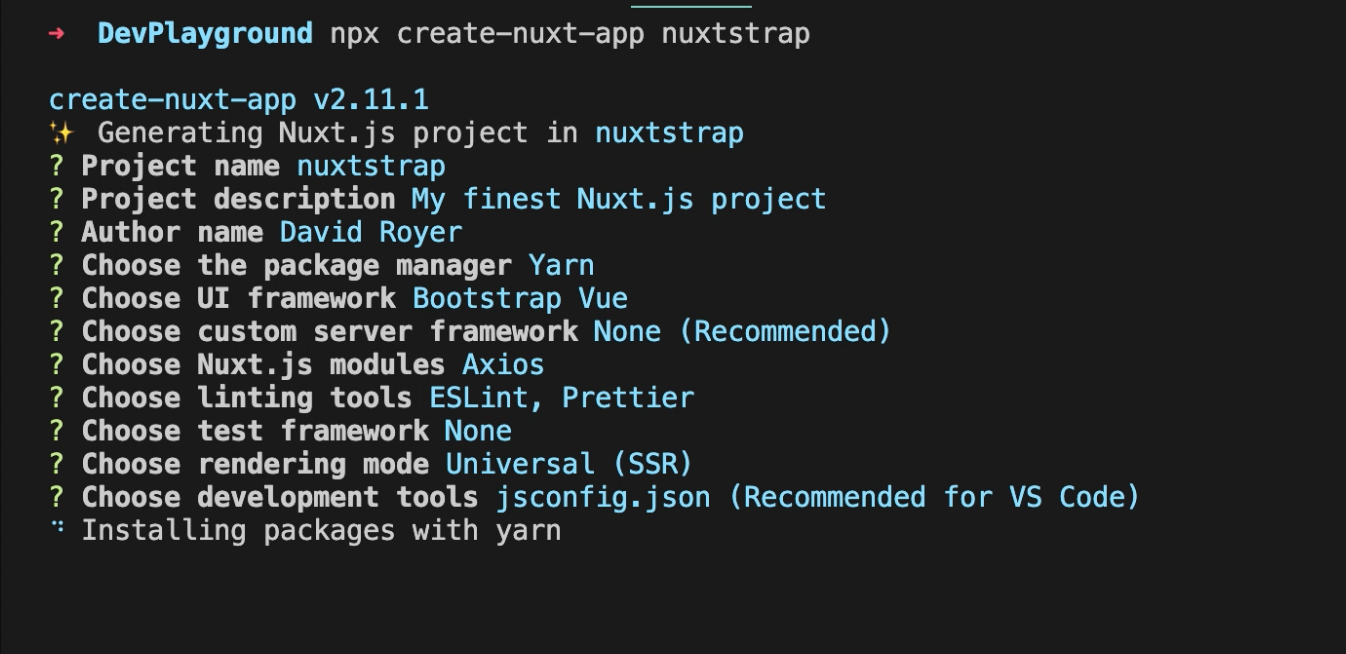 ➜ DevPlayground npx create-nuxt-app nuxtstrap
create-nuxt-app v2.11.1
✨ Generating Nuxt.js project in nuxtstrap
? Project name nuxtstrap
? Project description My finest Nuxt.js project
? Author name David Royer
? Choose the package manager Yarn
? Choose UI framework Bootstrap Vue
? Choose custom server framework None (Recommended)
? Choose Nuxt.js modules Axios
? Choose linting tools ESLint, Prettier
? Choose test framework None
? Choose rendering mode Universal (SSR)
? Choose development tools jsconfig.json (Recommended for VS Code)
Installing packages with yarn